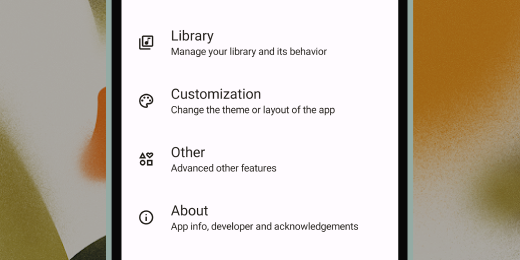 Library
Manage your library and its behavior
Customization
Change the theme or layout of the app
Other
Advanced other features
About
App info, developer and acknowledgements